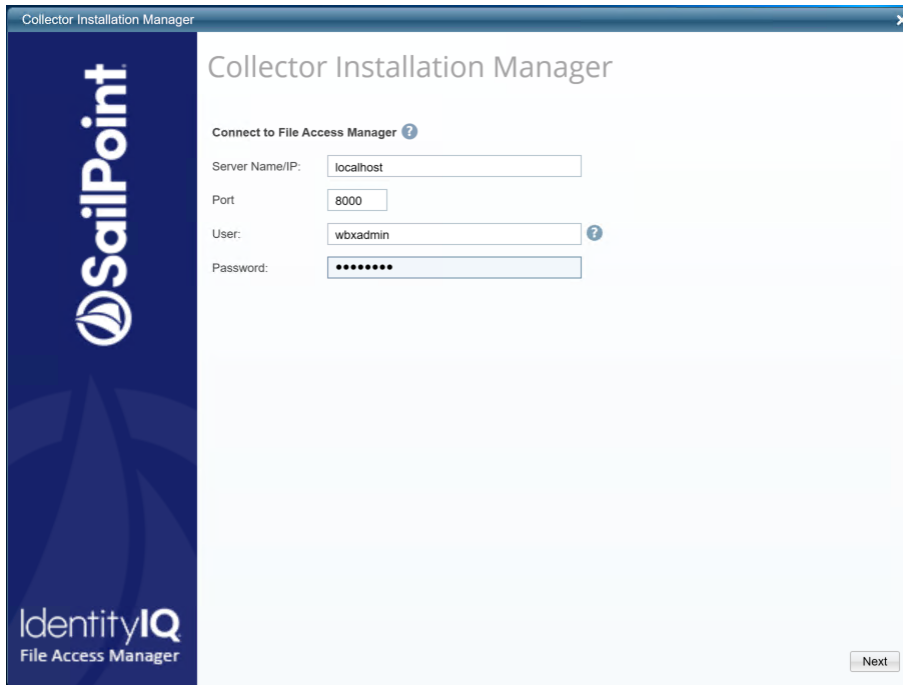 Collector Installation Manager
SailPoint
Collector Installation Manager
Connect to File Access Manager ?
Server Name/IP: localhost
Port 8000
User: wbxadmin ?
Password: ••••••••
IdentityIQ
File Access Manager
Next